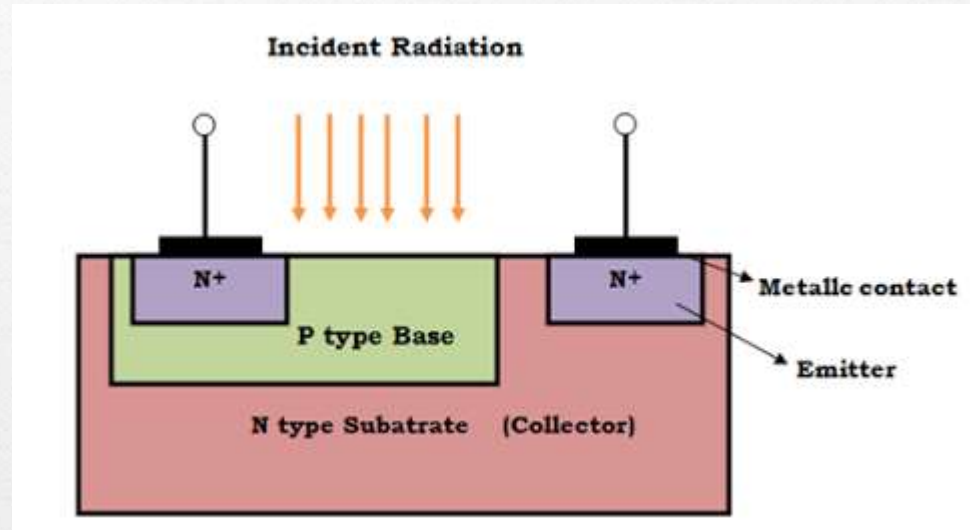 Incident Radiation
N+
N+
Metallc contact
P type Base
Emitter
N type Subatrate (Collector)